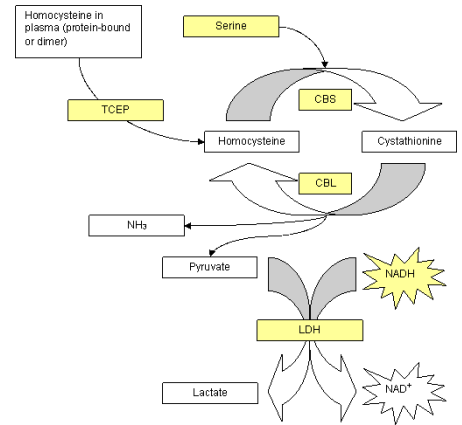 Homocysteine in
plasma (protein-bound
or dimer)
Serine
TCEP
CBS
Homocysteine
Cystathionine
CBL
NH₃
Pyruvate
NADH
LDH
Lactate
NAD⁺